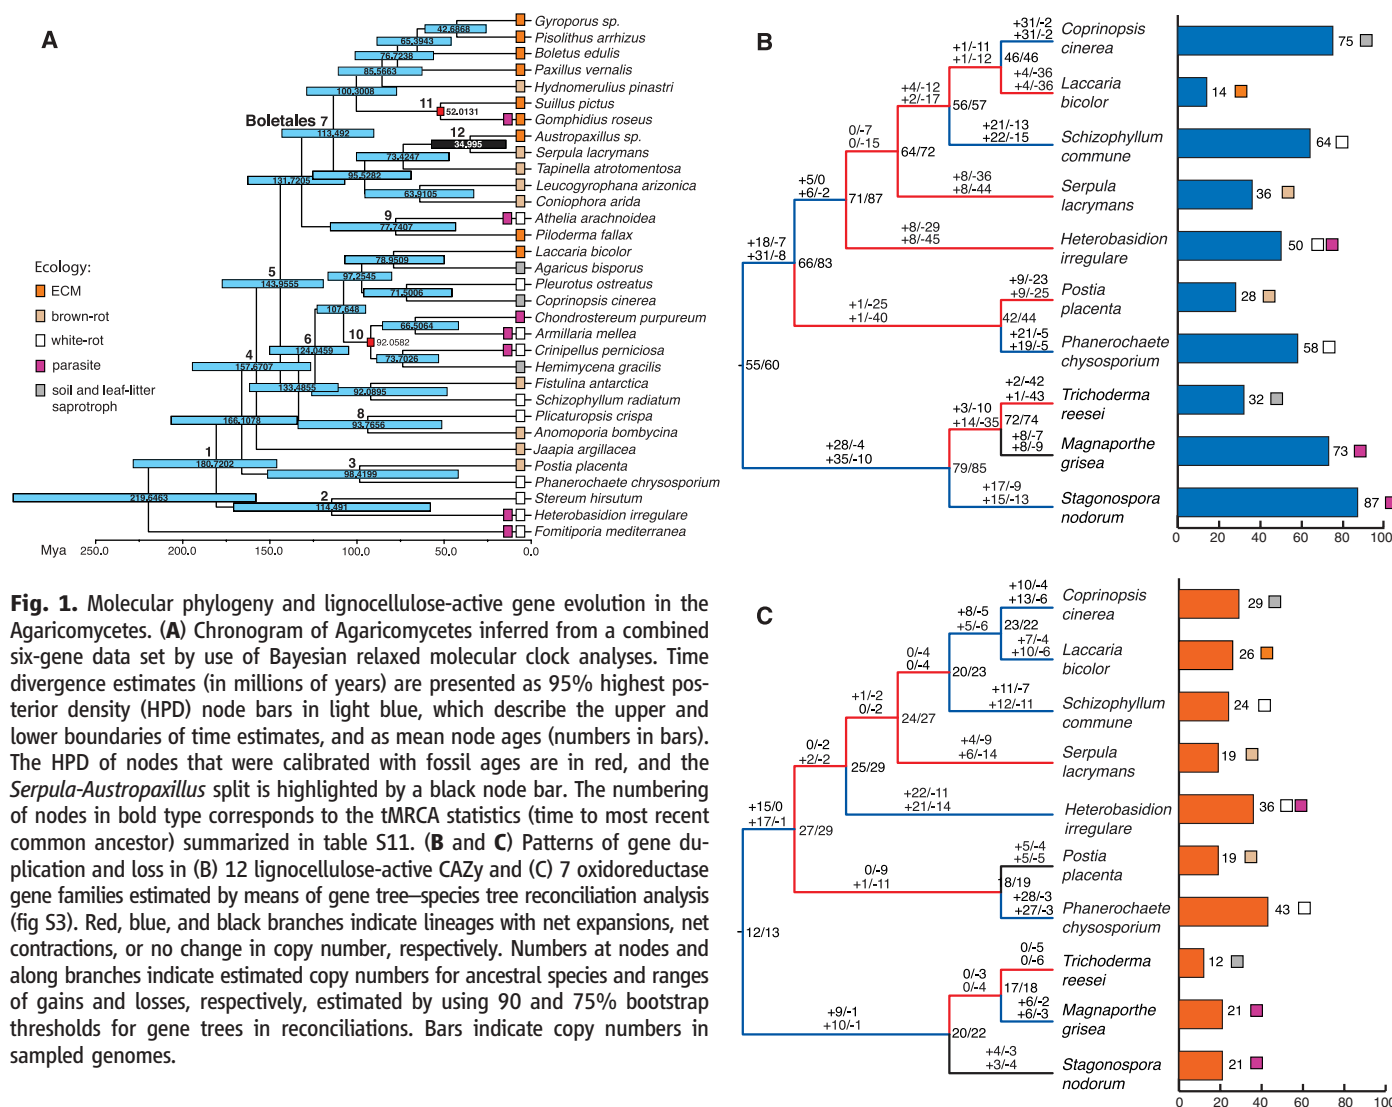 A
Gyroporus sp.
42.6868
Pisolithus arrhizus
65.3943
Boletus edulis
76.7238
Paxillus vernalis
85.5663
Hydnomerulius pinastri
100.3008
Suillus pictus
11
52.0131
Gomphidius roseus
Boletales 7
113.492
Austropaxillus sp.
12
34.995
Serpula lacrymans
73.4247
Tapinella atrotomentosa
95.5282
131.7205
Leucogyrophana arizonica
63.9105
Coniophora arida
9
Athelia arachnoidea
77.7407
Piloderma fallax
Laccaria bicolor
78.9509
Agaricus bisporus
97.2545
5
143.9555
Pleurotus ostreatus
71.5006
Coprinopsis cinerea
107.648
Chondrostereum purpureum
66.5064
10
92.0582
Armillaria mellea
6
124.0459
Crinipellus perniciosa
73.7026
4
157.6707
Hemimycena gracilis
133.4855
Fistulina antarctica
92.0895
Schizophyllum radiatum
166.1078
8
Plicaturopsis crispa
93.7656
Anomoporia bombycina
1
Jaapia argillacea
180.7202
3
Postia placenta
98.4199
Phanerochaete chrysosporium
219.6463
2
Stereum hirsutum
114.491
Heterobasidion irregulare
Fomitiporia mediterranea
Ecology:
ECM
brown-rot
white-rot
parasite
soil and leaf-litter
saprotroph
Mya 250.0 200.0 150.0 100.0 50.0 0.0
Fig. 1. Molecular phylogeny and lignocellulose-active gene evolution in the
Agaricomycetes. (A) Chronogram of Agaricomycetes inferred from a combined
six-gene data set by use of Bayesian relaxed molecular clock analyses. Time
divergence estimates (in millions of years) are presented as 95% highest pos-
terior density (HPD) node bars in light blue, which describe the upper and
lower boundaries of time estimates, and as mean node ages (numbers in bars).
The HPD of nodes that were calibrated with fossil ages are in red, and the
Serpula-Austropaxillus split is highlighted by a black node bar. The numbering
of nodes in bold type corresponds to the tMRCA statistics (time to most recent
common ancestor) summarized in table S11. (B and C) Patterns of gene du-
plication and loss in (B) 12 lignocellulose-active CAZy and (C) 7 oxidoreductase
gene families estimated by means of gene tree–species tree reconciliation analysis
(fig S3). Red, blue, and black branches indicate lineages with net expansions, net
contractions, or no change in copy number, respectively. Numbers at nodes and
along branches indicate estimated copy numbers for ancestral species and ranges
of gains and losses, respectively, estimated by using 90 and 75% bootstrap
thresholds for gene trees in reconciliations. Bars indicate copy numbers in
sampled genomes.
B
+31/-2
+31/-2
Coprinopsis
cinerea
75
+1/-11
+1/-12
46/46
+4/-36
+4/-36
Laccaria
bicolor
14
+4/-12
+2/-17
56/57
+21/-13
+22/-15
Schizophyllum
commune
64
0/-7
0/-15
64/72
+8/-36
+8/-44
Serpula
lacrymans
36
+5/0
+6/-2
71/87
+8/-29
+8/-45
Heterobasidion
irregulare
50
+18/-7
+31/-8
66/83
+9/-23
+9/-25
Postia
placenta
28
+1/-25
+1/-40
42/44
+21/-5
+19/-5
Phanerochaete
chysosporium
58
55/60
+2/-42
+1/-43
Trichoderma
reesei
32
+3/-10
+14/-35
72/74
+8/-7
+8/-9
Magnaporthe
grisea
73
+28/-4
+35/-10
79/85
+17/-9
+15/-13
Stagonospora
nodorum
87
0 20 40 60 80 100
C
+10/-4
+13/-6
Coprinopsis
cinerea
29
+8/-5
+5/-6
23/22
+7/-4
+10/-6
Laccaria
bicolor
26
0/-4
0/-4
20/23
+11/-7
+12/-11
Schizophyllum
commune
24
+1/-2
0/-2
24/27
+4/-9
+6/-14
Serpula
lacrymans
19
0/-2
+2/-2
25/29
+22/-11
+21/-14
Heterobasidion
irregulare
36
+15/0
+17/-1
27/29
+5/-4
+5/-5
Postia
placenta
19
0/-9
+1/-11
18/19
+28/-3
+27/-3
Phanerochaete
chysosporium
43
12/13
0/-5
0/-6
Trichoderma
reesei
12
0/-3
0/-4
17/18
+6/-2
+6/-3
Magnaporthe
grisea
21
+9/-1
+10/-1
20/22
+4/-3
+3/-4
Stagonospora
nodorum
21
0 20 40 60 80 100